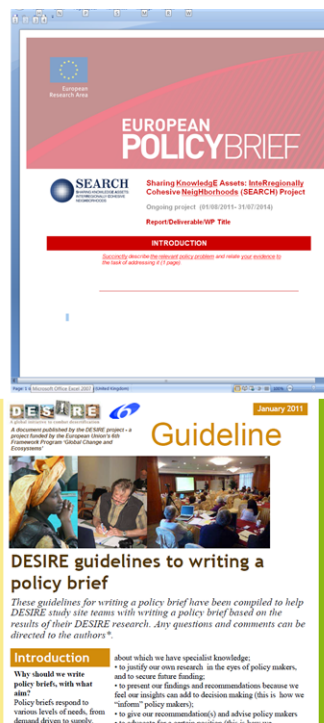 European
Research Area
EUROPEAN
POLICYBRIEF
SEARCH
Sharing KnowledgE Assets: InteRregionally
Cohesive NeigHborhoods (SEARCH) Project
Ongoing project (01/08/2011- 31/07/2014)
Report/Deliverable/WP Title
INTRODUCTION
Succinctly describe the relevant policy problem and relate your evidence to
the task of addressing it (1 page)
Microsoft Office Excel 2007
DESIRE
January 2011
A document published by the DESIRE project - a
project funded by the European Union's 6th
Framework Program 'Global Change and
Ecosystems'
Guideline
DESIRE guidelines to writing a
policy brief
These guidelines for writing a policy brief have been compiled to help
DESIRE study site teams with writing a policy brief based on the
results of their DESIRE research. Any questions and comments can be
directed to the authors*.
Introduction
Why should we write
policy briefs, with what
aim?
Policy briefs respond to
various levels of needs, from
demand driven to supply.
about which we have specialist knowledge;
• to justify our own research in the eyes of policy makers,
and to secure future funding;
• to present our findings and recommendations because we
feel our insights can add to decision making (this is how we
"inform" policy makers);
• to give our recommendation(s) and advise policy makers